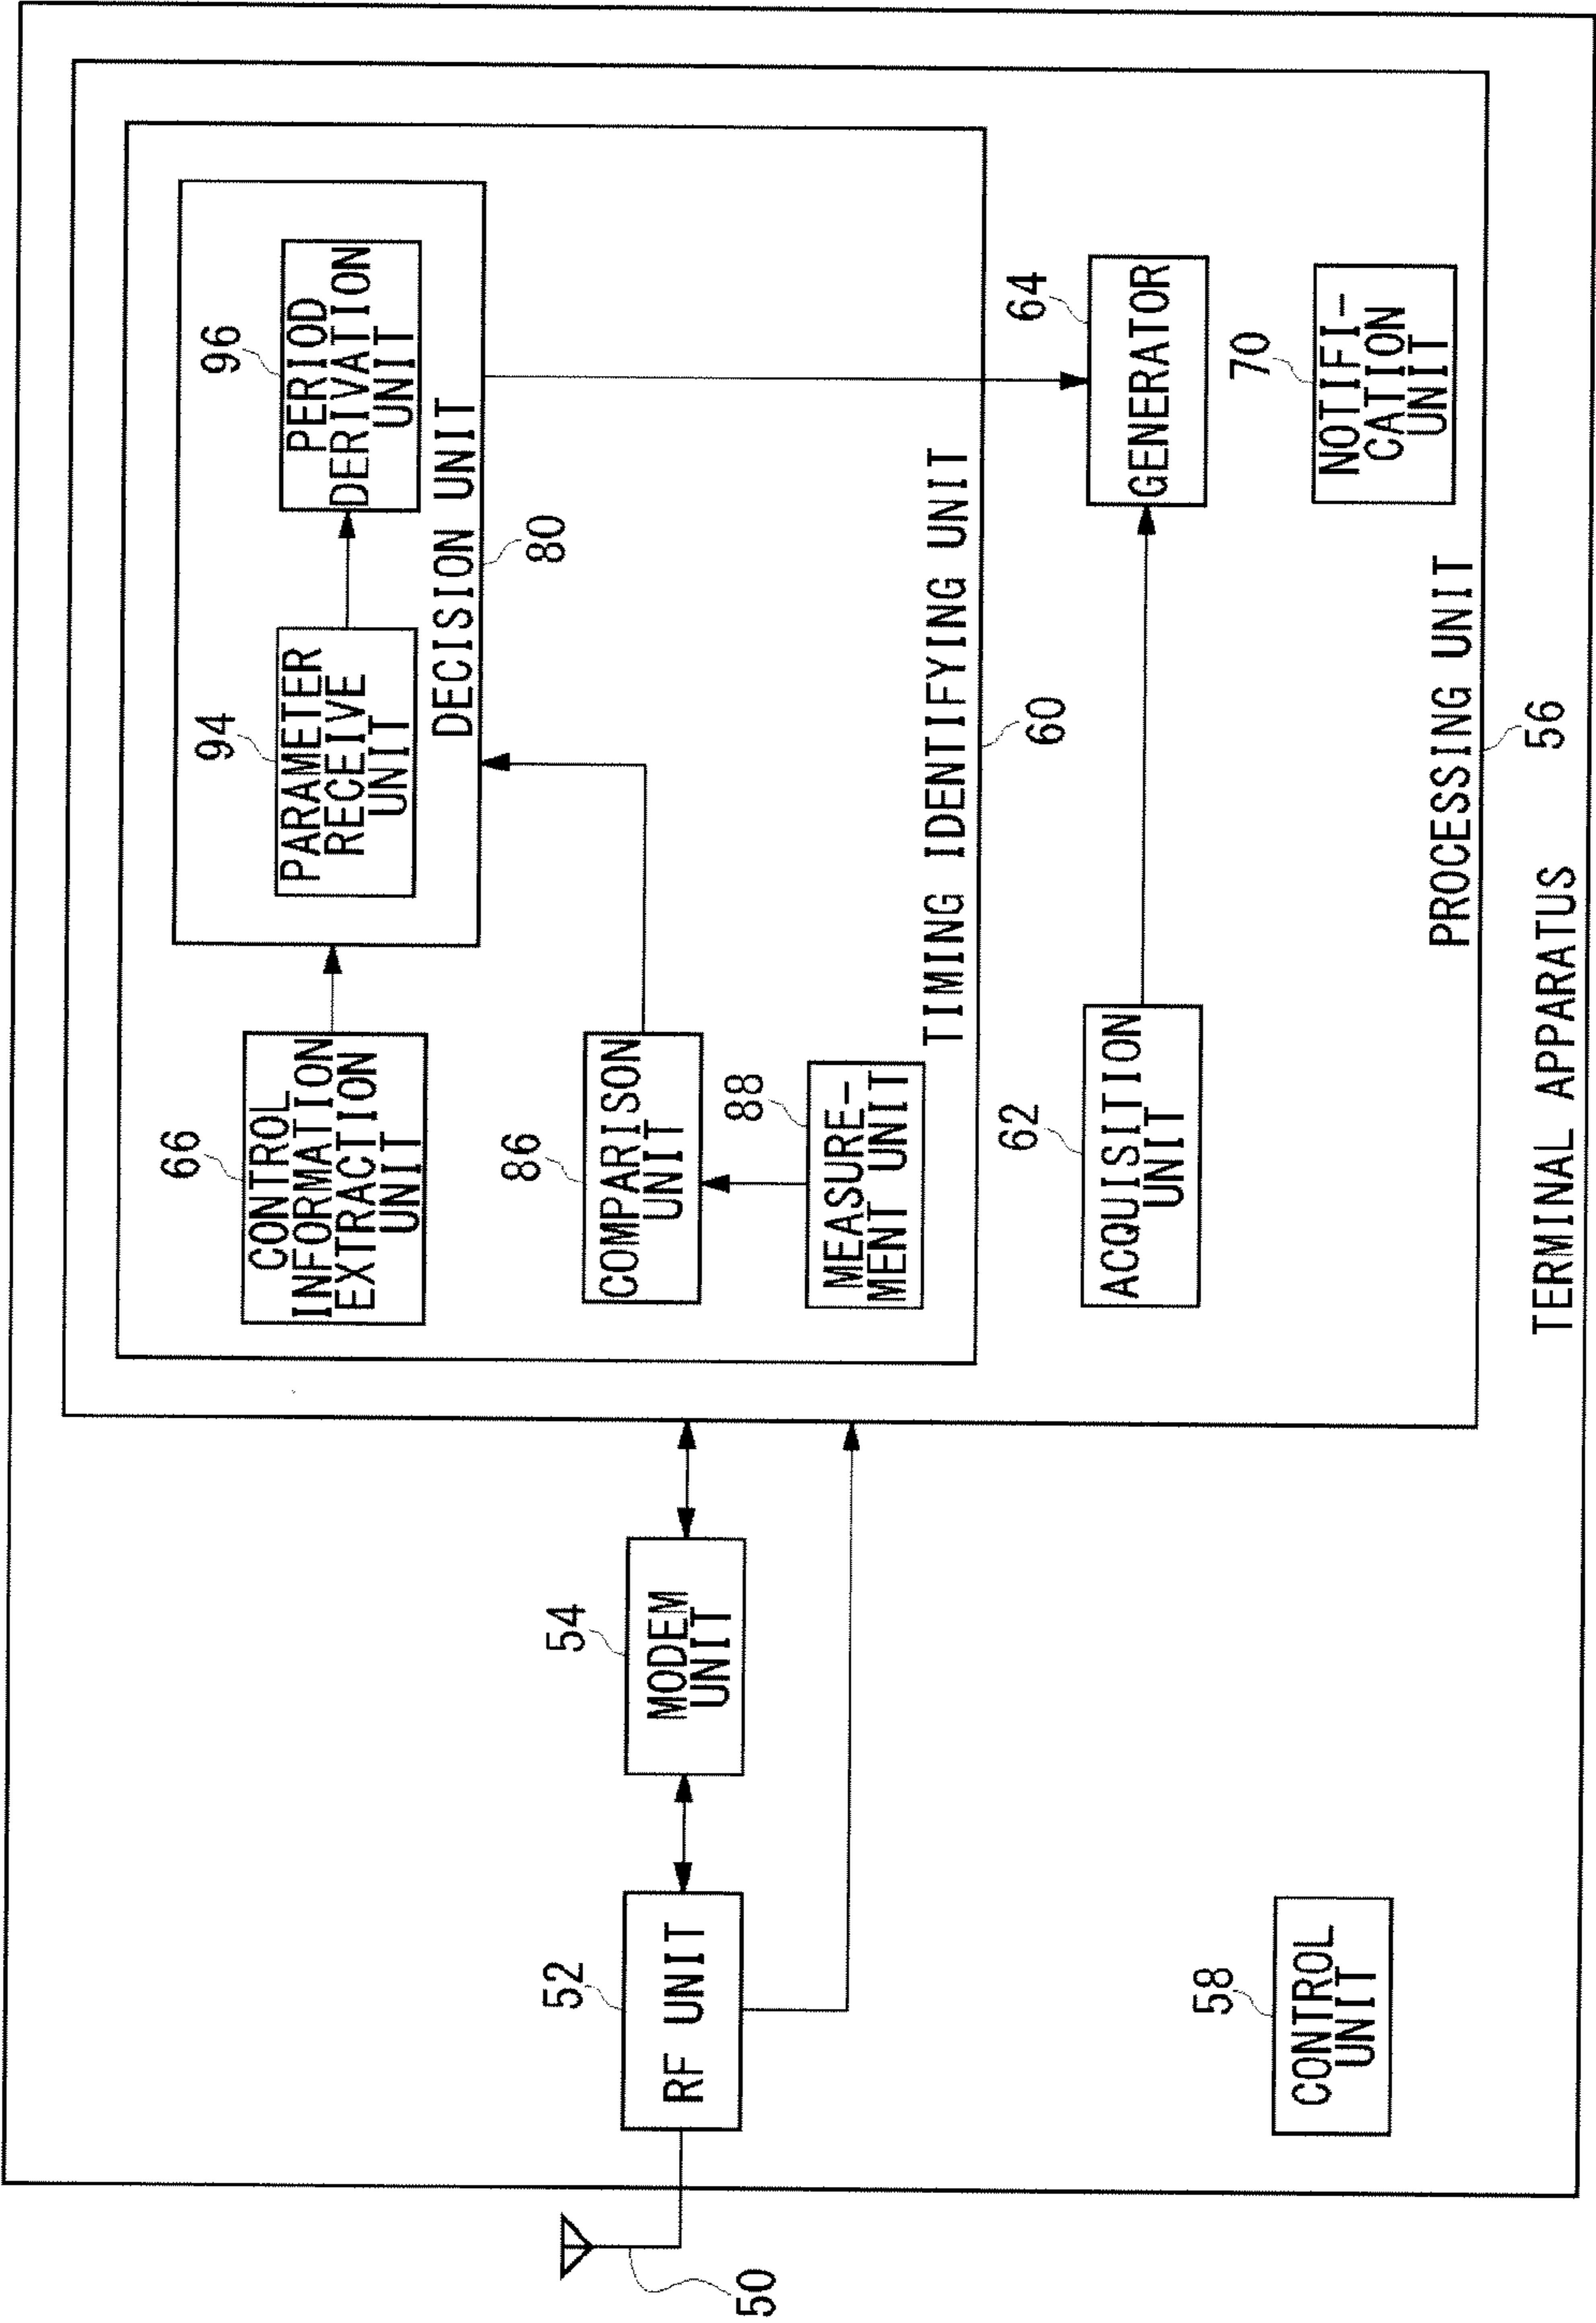 66
CONTROL
INFORMATION
EXTRACTION
UNIT
94
PARAMETER
RECEIVE
UNIT
96
PERIOD
DERIVATION
UNIT
DECISION UNIT
80
86
COMPARISON
UNIT
88
MEASURE-
MENT UNIT
TIMING IDENTIFYING UNIT
60
62
ACQUISITION
UNIT
64
GENERATOR
70
NOTIFI-
CATION
UNIT
PROCESSING UNIT
56
TERMINAL APPARATUS
50
52
RF UNIT
54
MODEM
UNIT
58
CONTROL
UNIT